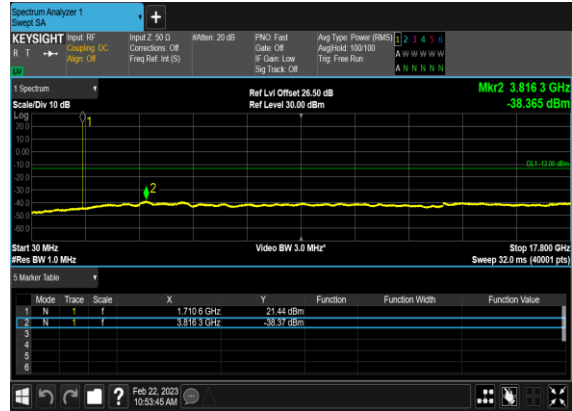 Spectrum Analyzer 1
Swept SA
+
KEYSIGHT Input: RF Input Z: 50 Ω #Atten: 20 dB PNO: Fast Avg Type: Power (RMS) 1 2 3 4 5 6
R T Coupling: DC Corrections: Off Gate: Off Avg|Hold: 100/100 A W W W W W
Align: Off Freq Ref: Int (S) IF Gain: Low Trig: Free Run
Sig Track: Off A N N N N N
1 Spectrum Ref Lvl Offset 26.50 dB Mkr2 3.816 3 GHz
Scale/Div 10 dB Ref Level 30.00 dBm -38.365 dBm
Log
1
20.0
10.0
0.00
-10.0 DL1 -13.00 dBm
-20.0
-30.0 2
-40.0
-50.0
-60.0
Start 30 MHz Video BW 3.0 MHz* Stop 17.800 GHz
#Res BW 1.0 MHz Sweep 32.0 ms (40001 pts)
5 Marker Table
Mode Trace Scale X Y Function Function Width Function Value
1 N 1 f 1.710 6 GHz 21.44 dBm
2 N 1 f 3.816 3 GHz -38.37 dBm
3
4
5
6
? Feb 22, 2023
10:53:45 AM